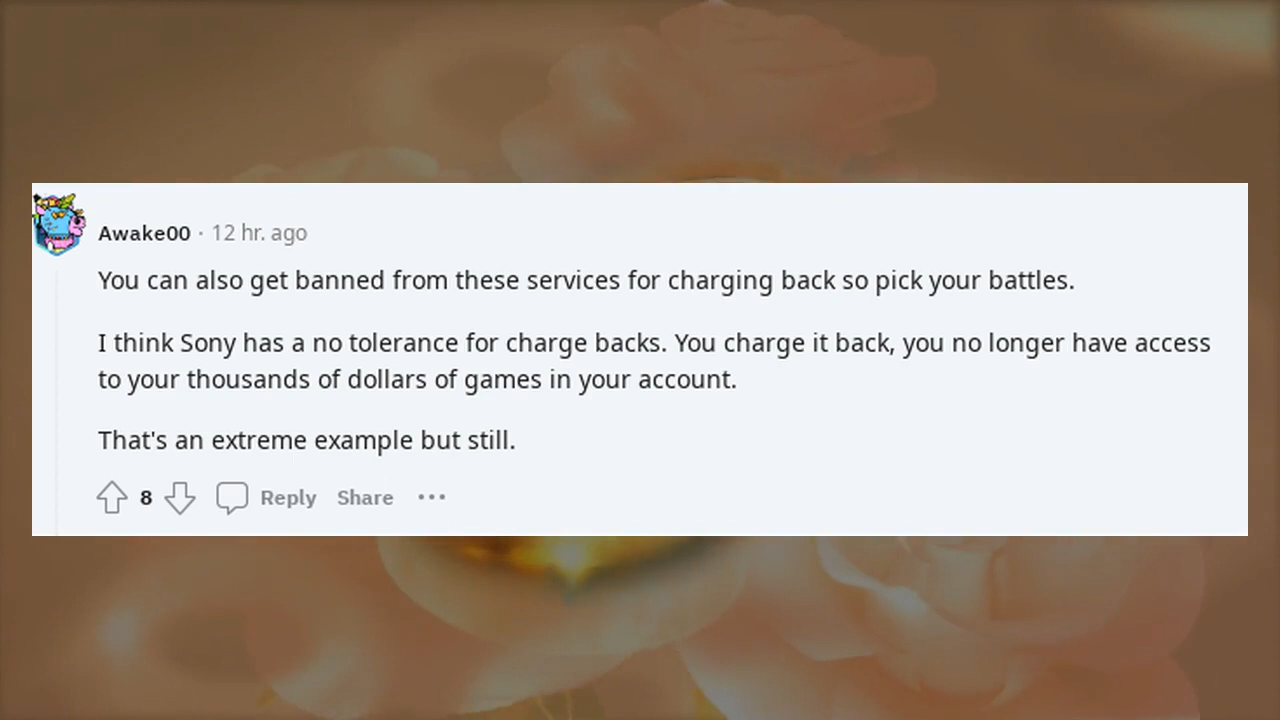 Awake00 · 12 hr. ago
You can also get banned from these services for charging back so pick your battles.
I think Sony has a no tolerance for charge backs. You charge it back, you no longer have access
to your thousands of dollars of games in your account.
That's an extreme example but still.
8 Reply Share ···